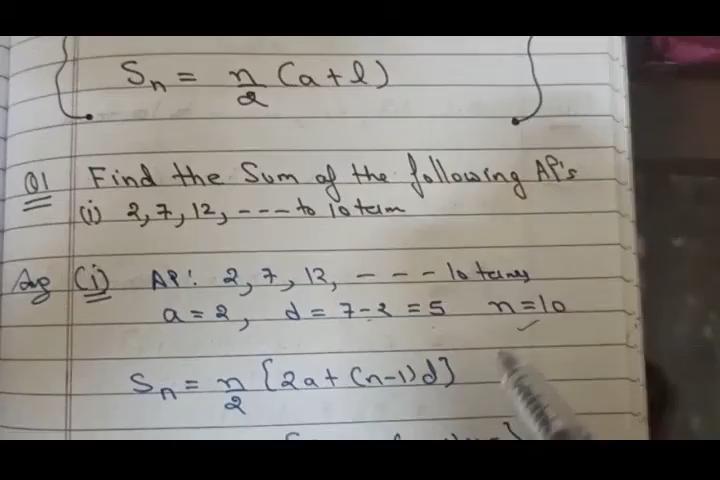 Sn = n/2 (a+l)
Q1 Find the Sum of the following AP's
(i) 2, 7, 12, --- to 10 term
Ans (i) AP: 2, 7, 12, - - - 10 terms
a = 2, d = 7-2 = 5 n = 10
Sn = n/2 [2a + (n-1)d]